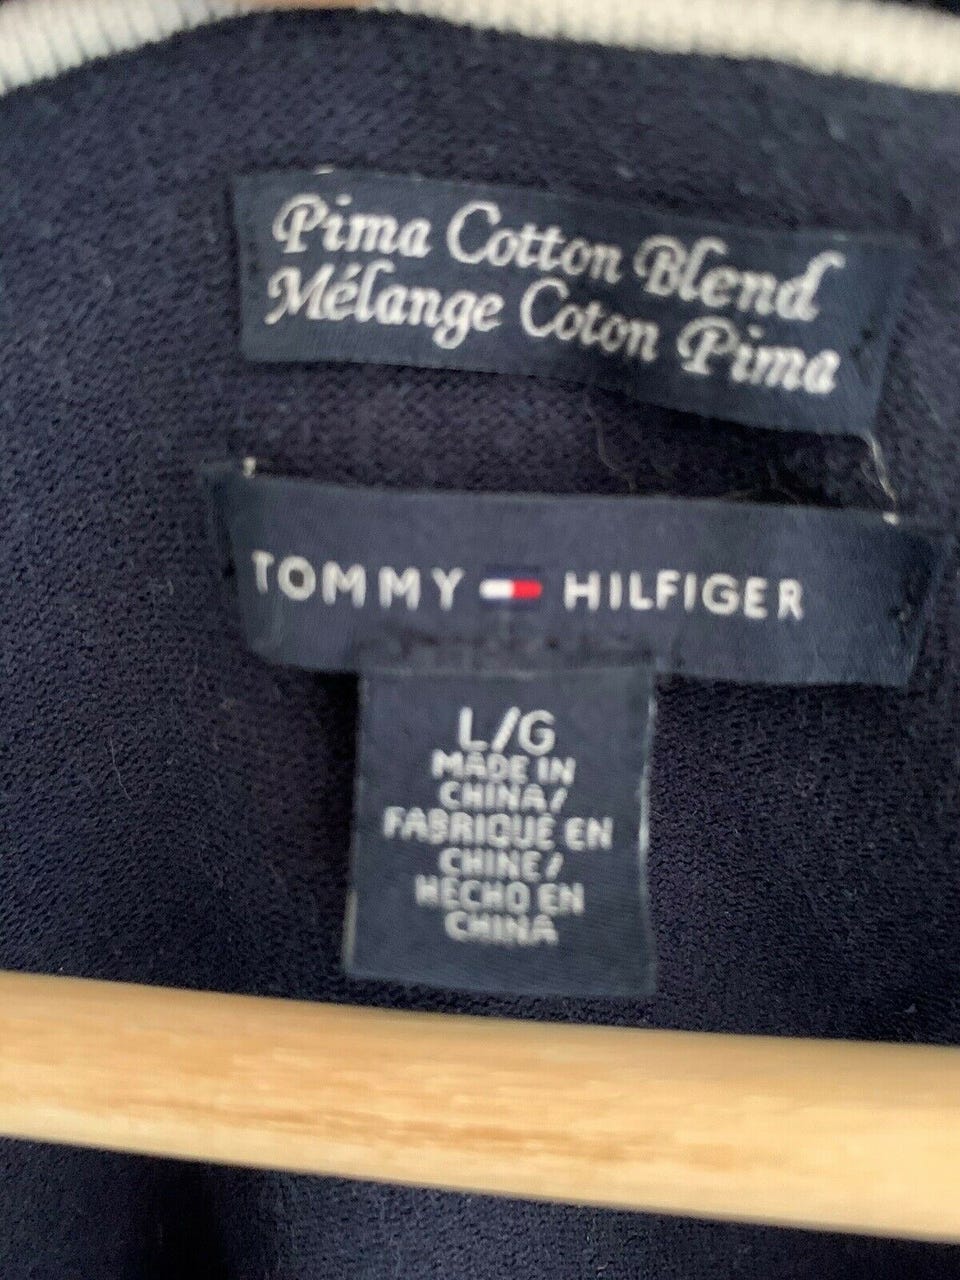 Pima Cotton Blend
Mélange Coton Pima
TOMMY HILFIGER
L/G
MADE IN
CHINA/
FABRIQUÉ EN
CHINE/
HECHO EN
CHINA